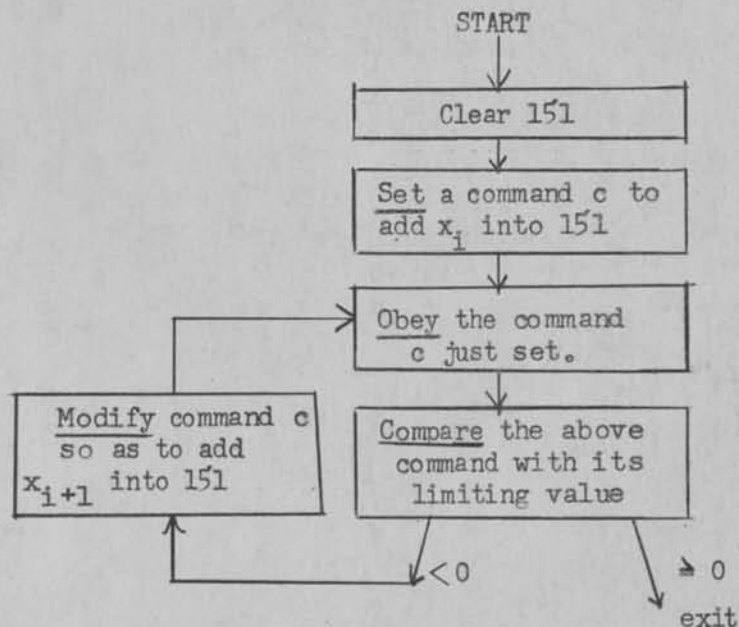 START
Clear 151
Set a command c to
add x_i into 151
Obey the command
c just set.
Compare the above
command with its
limiting value
Modify command c
so as to add
x_{i+1} into 151
< 0
≥ 0
exit